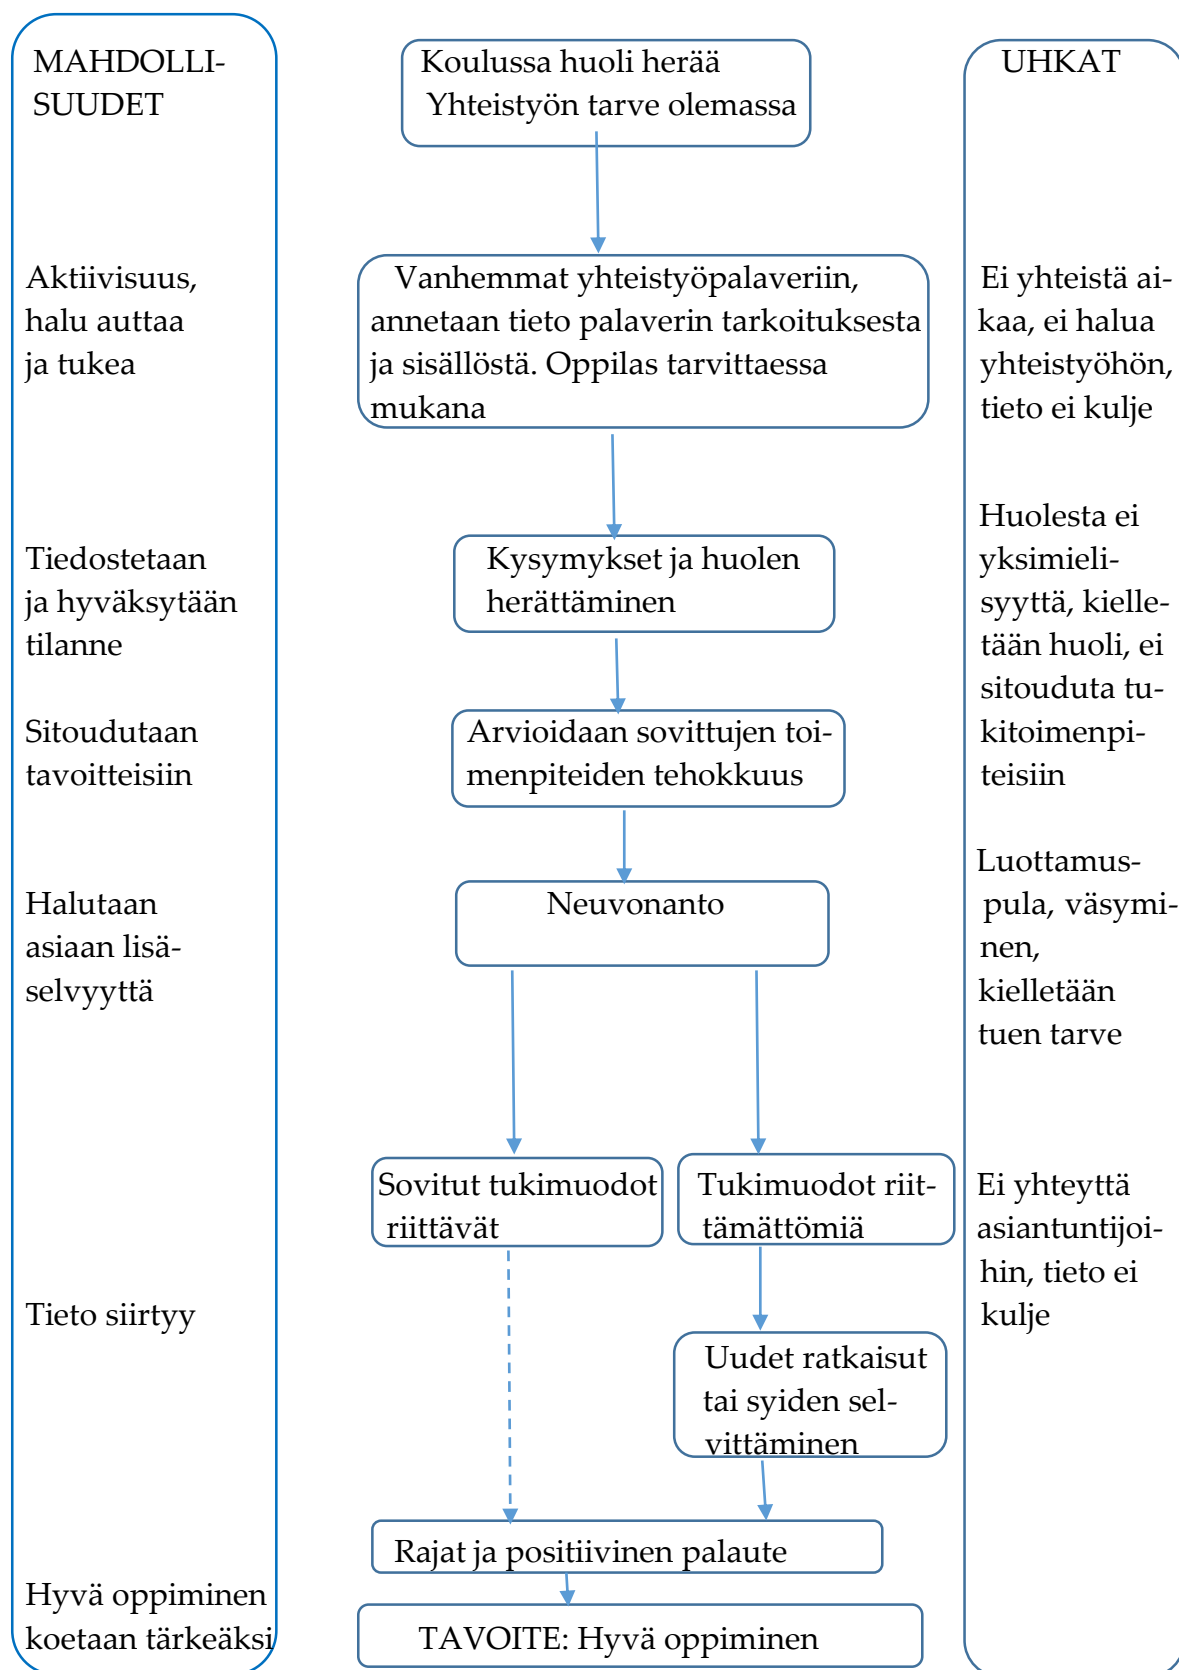 MAHDOLLI-
SUUDET
Aktiivisuus,
halu auttaa
ja tukea
Tiedostetaan
ja hyväksytään
tilanne
Sitoudutaan
tavoitteisiin
Halutaan
asiaan lisä-
selvyyttä
Tieto siirtyy
Hyvä oppiminen
koetaan tärkeäksi
Koulussa huoli herää
Yhteistyön tarve olemassa
Vanhemmat yhteistyöpalaveriin,
annetaan tieto palaverin tarkoituksesta
ja sisällöstä. Oppilas tarvittaessa
mukana
Kysymykset ja huolen
herättäminen
Arvioidaan sovittujen toi-
menpiteiden tehokkuus
Neuvonanto
Sovitut tukimuodot
riittävät
Tukimuodot riit-
tämättömiä
Uudet ratkaisut
tai syiden sel-
vittäminen
Rajat ja positiivinen palaute
TAVOITE: Hyvä oppiminen
UHKAT
Ei yhteistä ai-
kaa, ei halua
yhteistyöhön,
tieto ei kulje
Huolesta ei
yksimieli-
syyttä, kielle-
tään huoli, ei
sitouduta tu-
kitoimenpi-
teisiin
Luottamus-
pula, väsymi-
nen,
kielletään
tuen tarve
Ei yhteyttä
asiantuntijoi-
hin, tieto ei
kulje